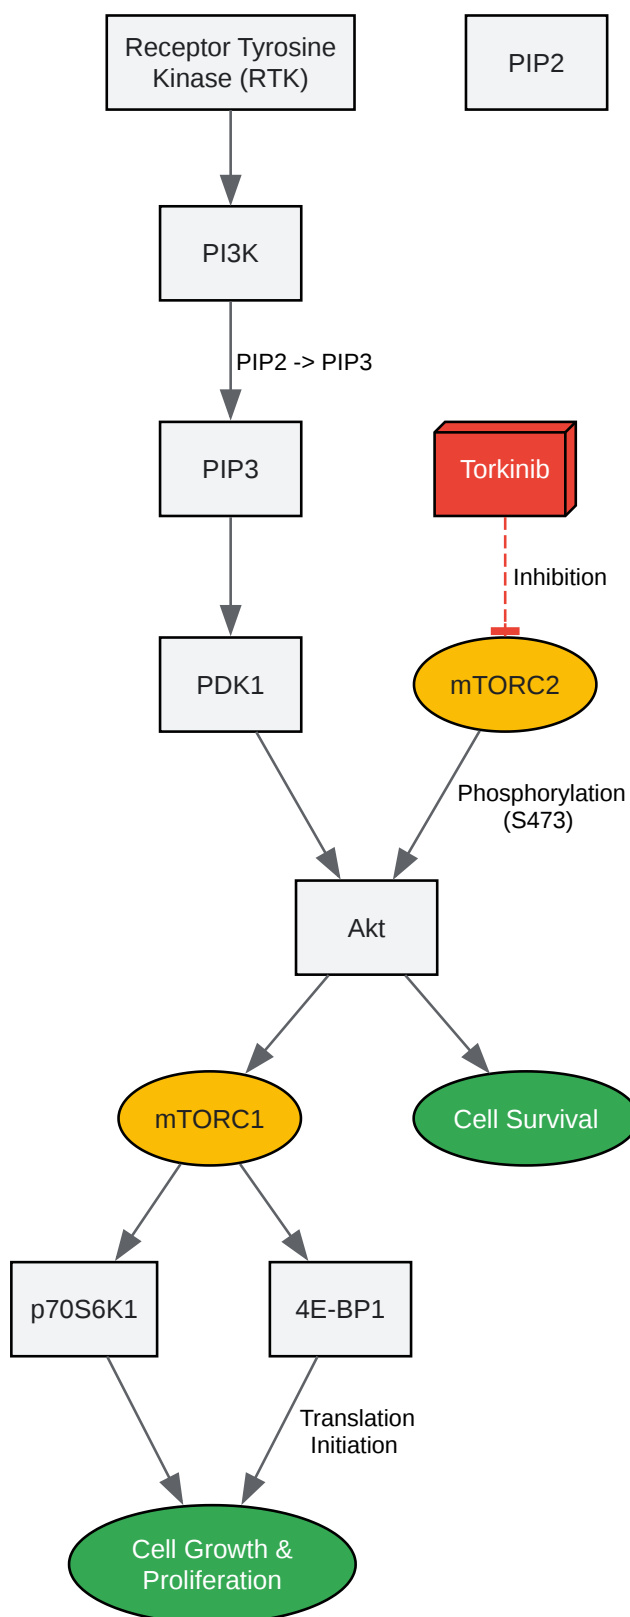 Receptor Tyrosine
Kinase (RTK)
PIP2
PI3K
PIP2 -> PIP3
PIP3
Torkinib
Inhibition
PDK1
mTORC2
Phosphorylation
(S473)
Akt
mTORC1
Cell Survival
p70S6K1
4E-BP1
Translation
Initiation
Cell Growth &
Proliferation